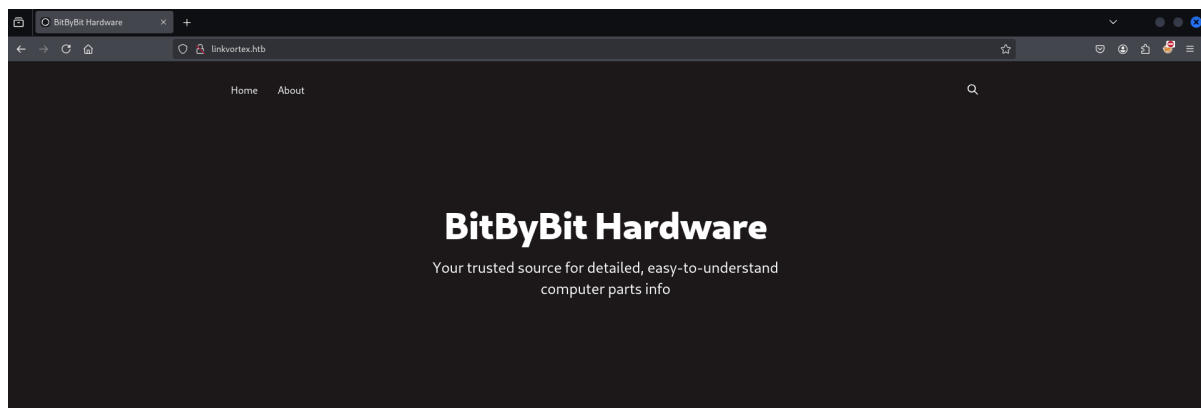 BitByBit Hardware
linkvortex.htb
Home About
BitByBit Hardware
Your trusted source for detailed, easy-to-understand
computer parts info